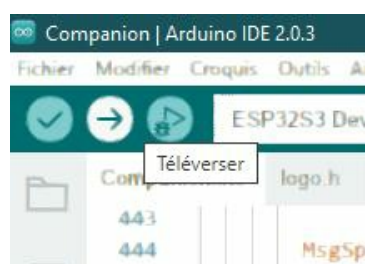 Companion | Arduino IDE 2.0.3
Fichier Modifier Croquis Outils
ESP32S3 Dev
Téléverser
logo.h
443
444
MsgSp